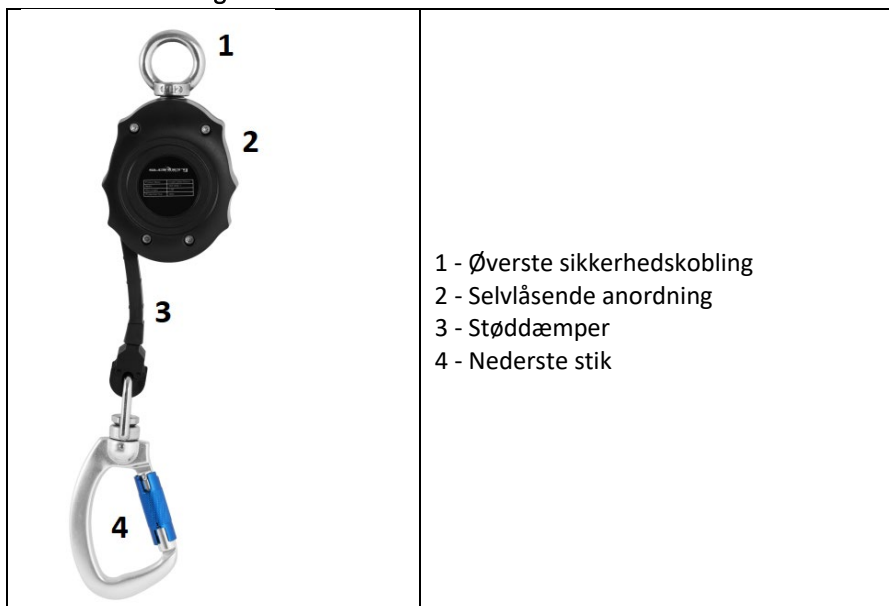 1
2
3
4
1 - Øverste sikkerhedskobling
2 - Selvlåsende anordning
3 - Støddæmper
4 - Nederste stik